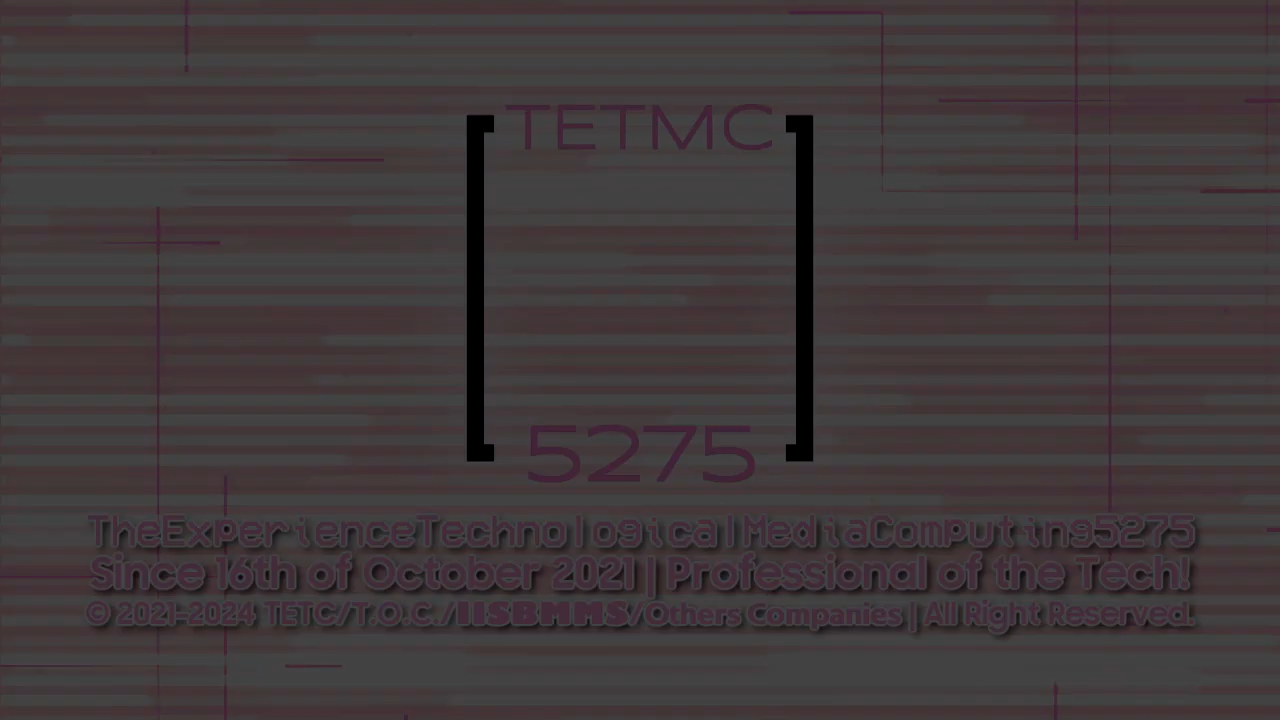 TETMC
5275
TheExperienceTechnologicalMediaComputing5275
Since 16th of October 2021 | Professional of the Tech!
© 2021-2024 TETC/T.O.C./IISBMMS/Others Companies | All Right Reserved.